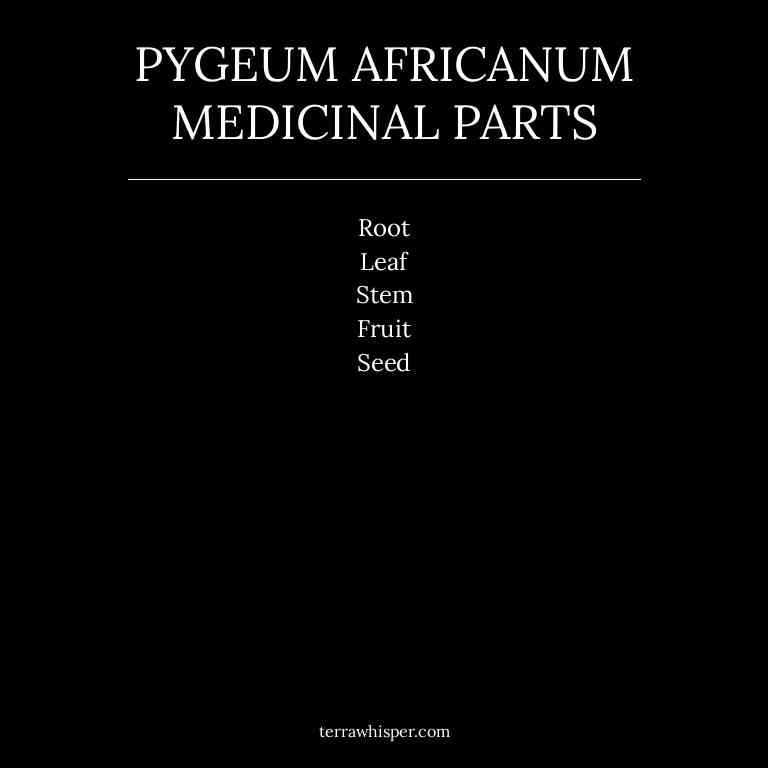 PYGEUM AFRICANUM
MEDICINAL PARTS
Root
Leaf
Stem
Fruit
Seed
terrawhisper.com